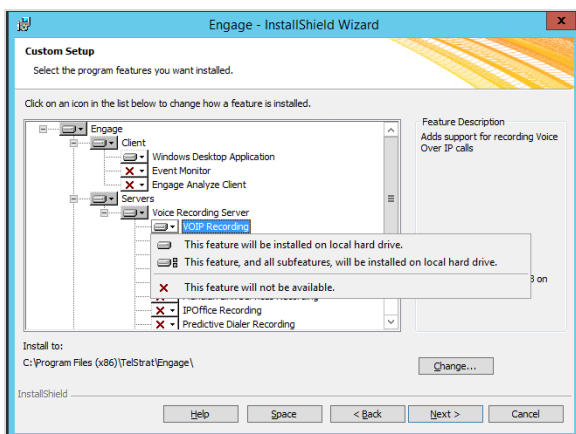 Engage - InstallShield Wizard
x
Custom Setup
Select the program features you want installed.
Click on an icon in the list below to change how a feature is installed.
Engage
Client
Windows Desktop Application
Event Monitor
Engage Analyze Client
Servers
Voice Recording Server
VOIP Recording
This feature will be installed on local hard drive.
This feature, and all subfeatures, will be installed on local hard drive.
This feature will not be available.
IPOffice Recording
Predictive Dialer Recording
Feature Description
Adds support for recording Voice
Over IP calls
on
Install to:
C:\Program Files (x86)\TelStrat\Engage\
Change...
InstallShield
Help
Space
< Back
Next >
Cancel